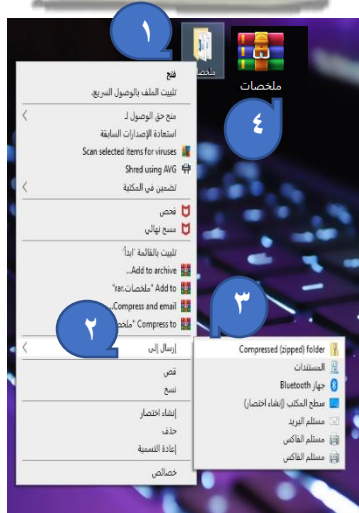 ١
ملخصات
٤
فتح
تثبيت الملف بالوصول السريع.
منح حق الوصول لـ
استعادة الإصدارات السابقة
Scan selected items for viruses
Shred using AVG
تضمين في المكتبة
فحص
مسح نهائي
تثبيت بالقائمة "ابدأ"
Add to archive...
Add to "ملخصات.rar"
Compress and email...
Compress to
٢
٣
إرسال إلى
Compressed (zipped) folder
المستندات
جهاز Bluetooth
سطح المكتب (إنشاء اختصار)
مستلم البريد
مستلم الفاكس
مستلم الفاكس
قص
نسخ
إنشاء اختصار
حذف
إعادة التسمية
خصائص